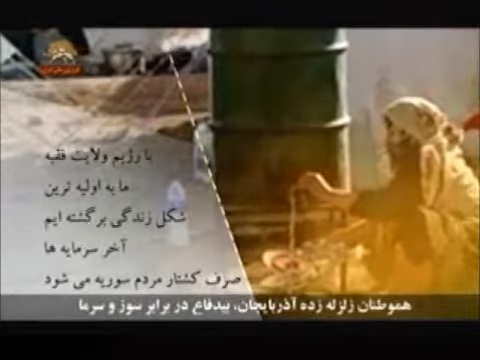 با رژیم ولایت فقیه
ما به اولیه ترین
شکل زندگی برگشته ایم
آخر سرمایه ها
صرف کشتار مردم سوریه می شود
هموطنان زلزله زده آذربایجان، بیدفاع در برابر سوز و سرما